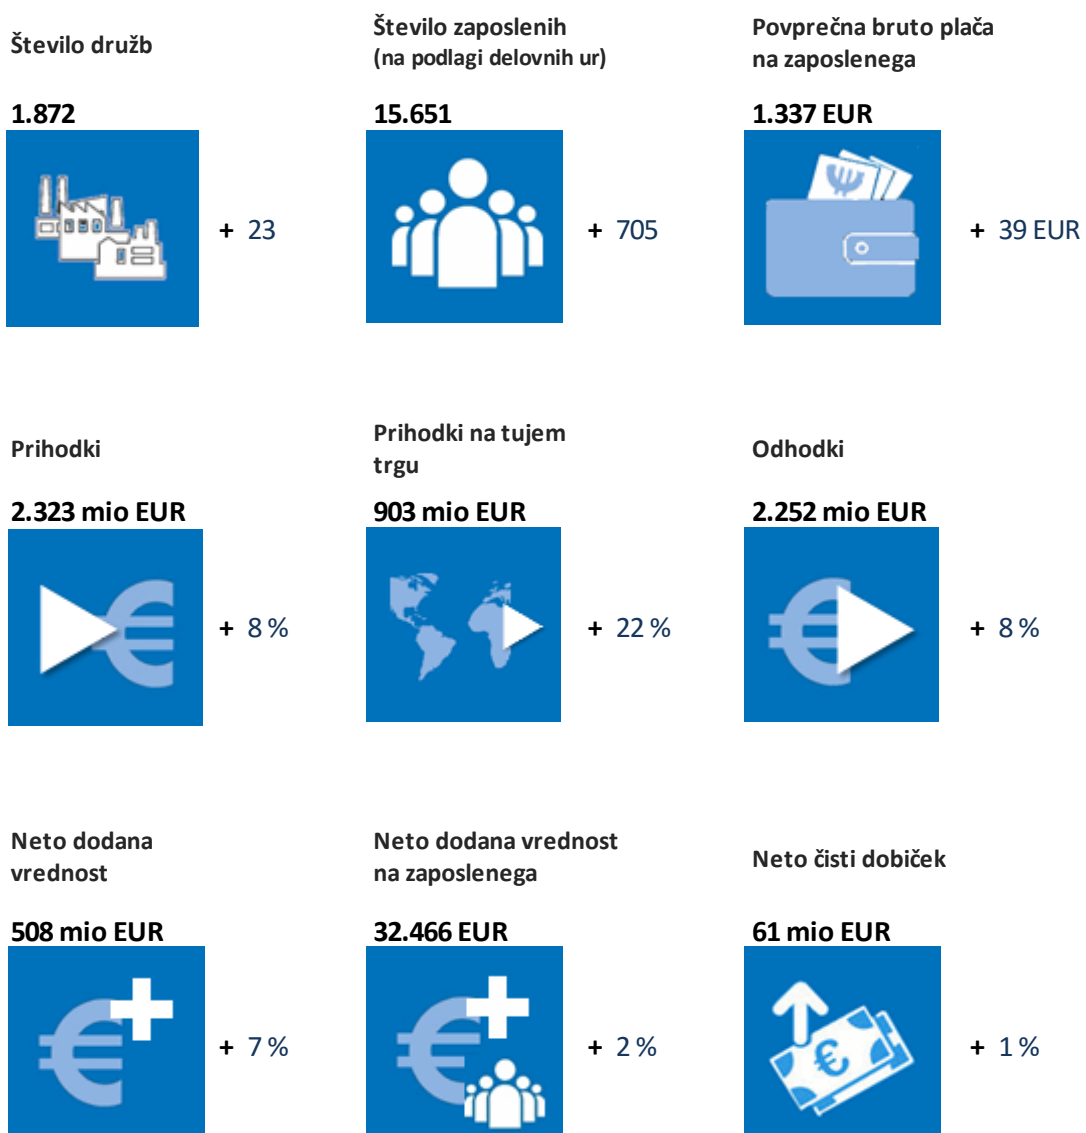 Število družb
1.872
+ 23
Število zaposlenih
(na podlagi delovnih ur)
15.651
+ 705
Povprečna bruto plača
na zaposlenega
1.337 EUR
+ 39 EUR
Prihodki
2.323 mio EUR
€
+ 8 %
Prihodki na tujem
trgu
903 mio EUR
+ 22 %
Odhodki
2.252 mio EUR
€
+ 8 %
Neto dodana
vrednost
508 mio EUR
€
+ 7 %
Neto dodana vrednost
na zaposlenega
32.466 EUR
€
+ 2 %
Neto čisti dobiček
61 mio EUR
€
+ 1 %